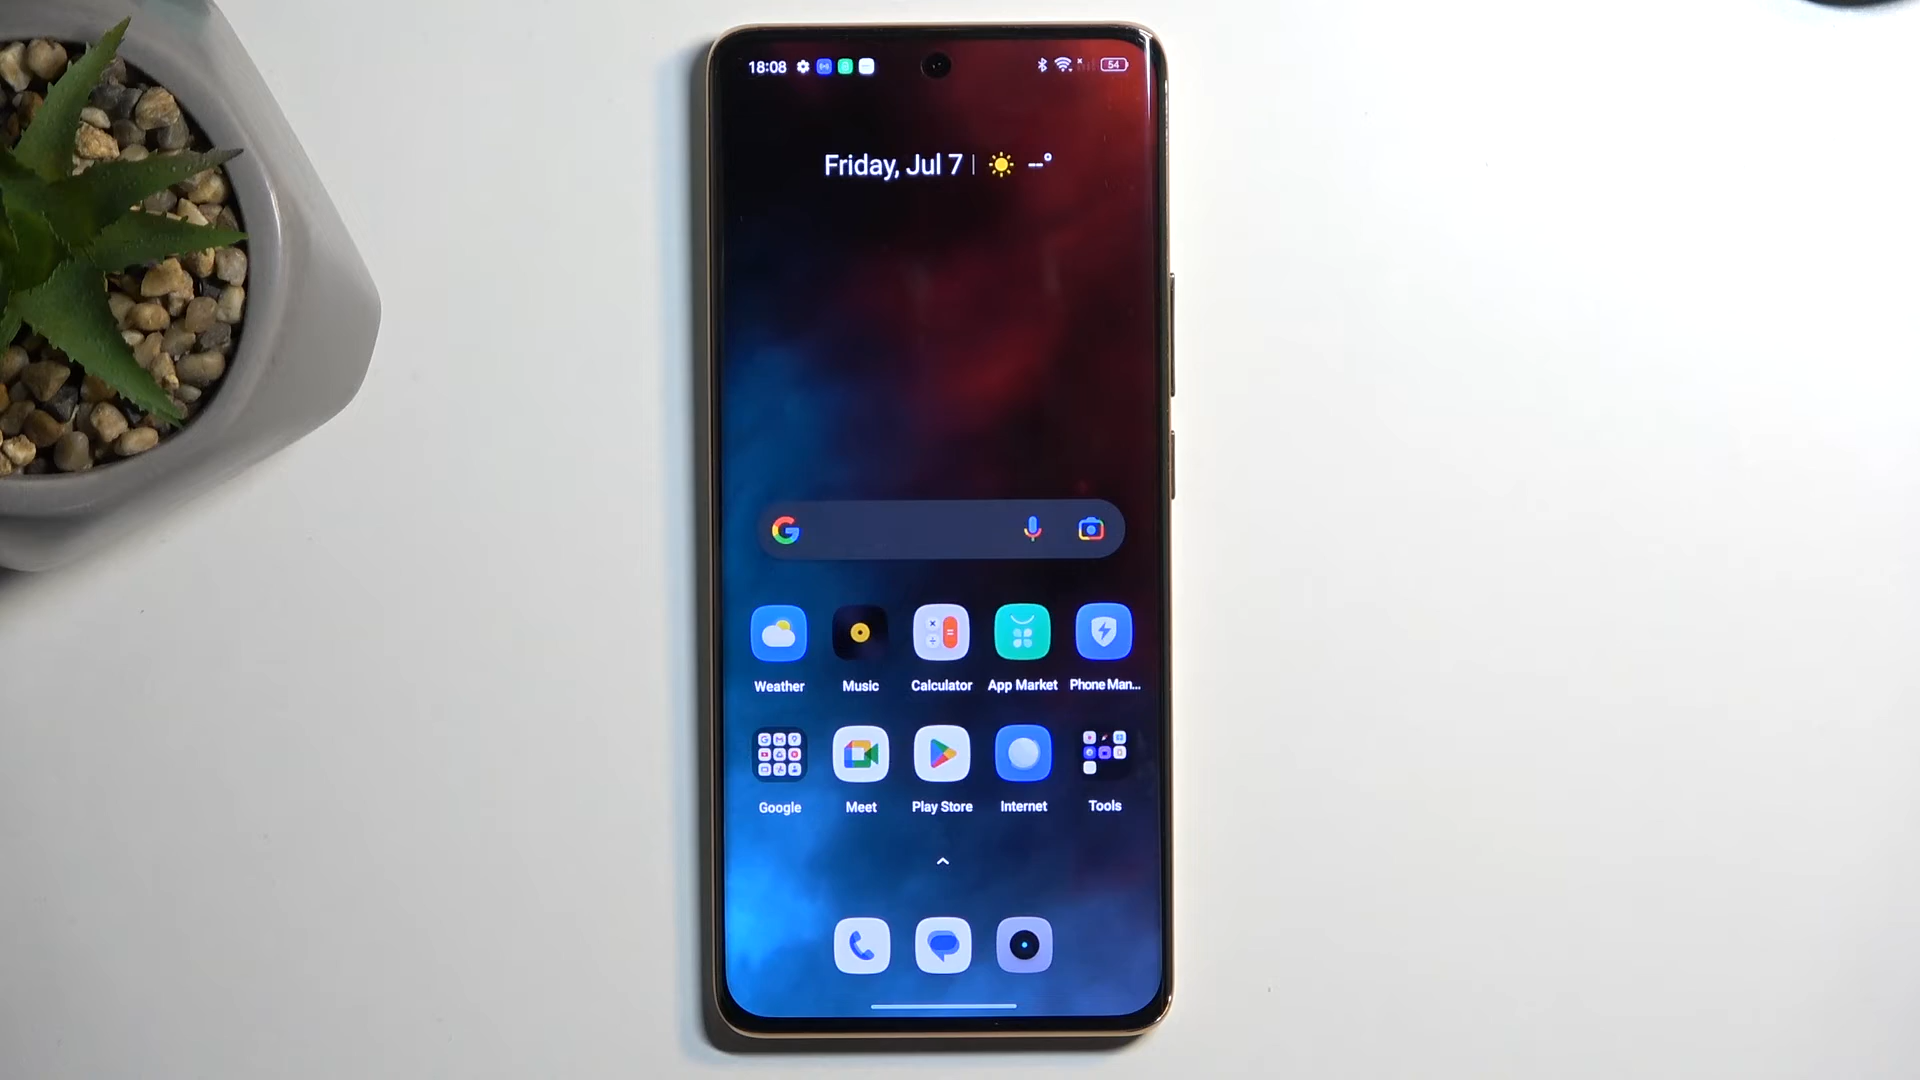 18:08 54
Friday, Jul 7 | --°
Weather Music Calculator App Market Phone Man...
Google Meet Play Store Internet Tools